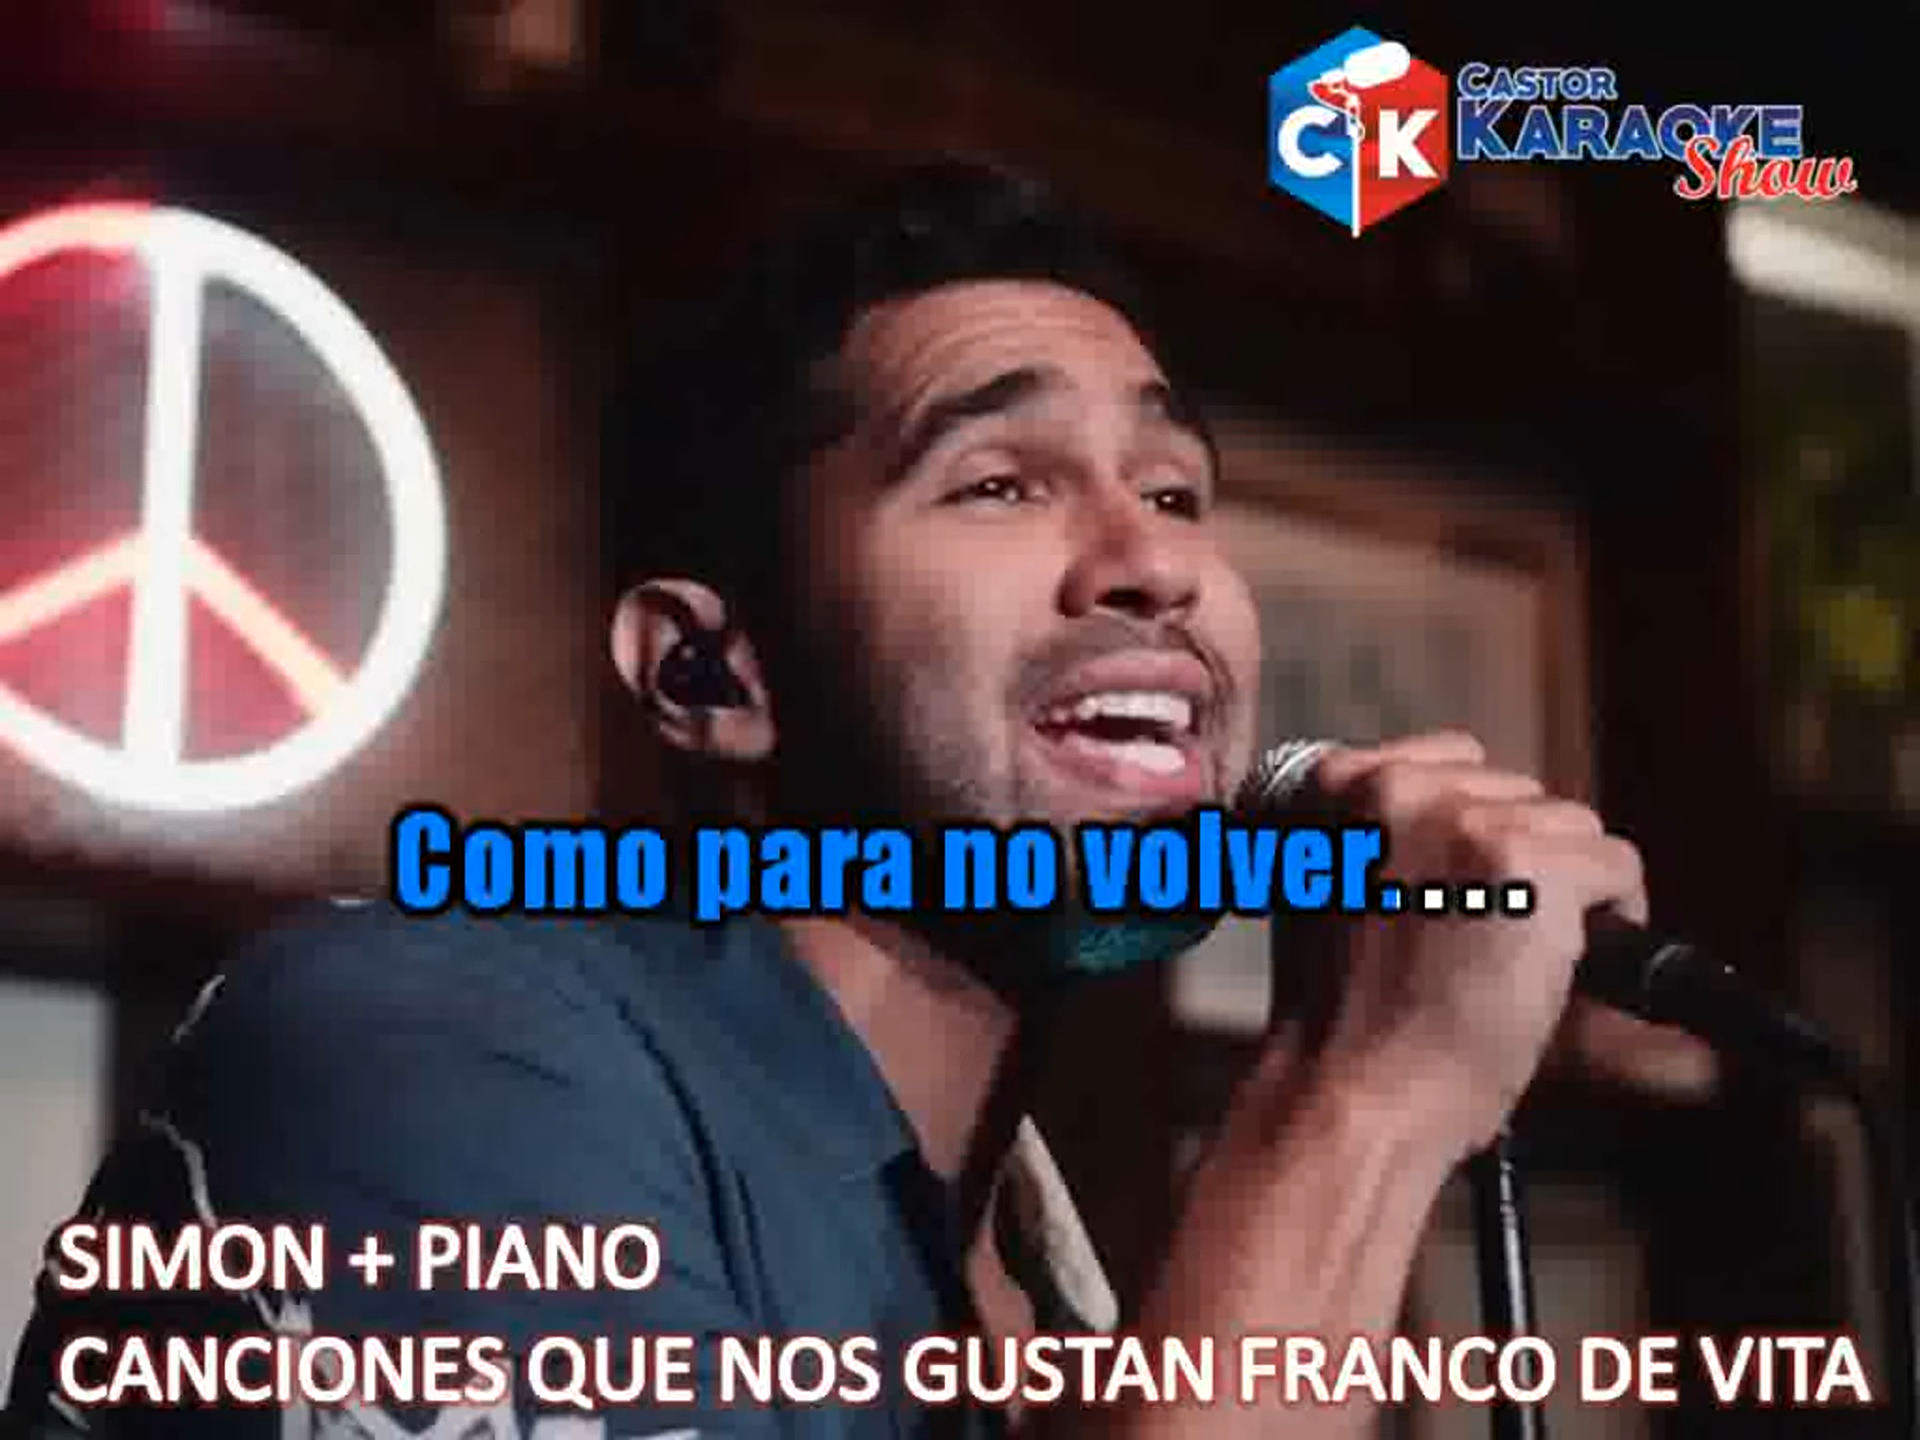 CK
CASTOR
KARAOKE
Show
Como para no volver....
SIMON + PIANO
CANCIONES QUE NOS GUSTAN FRANCO DE VITA